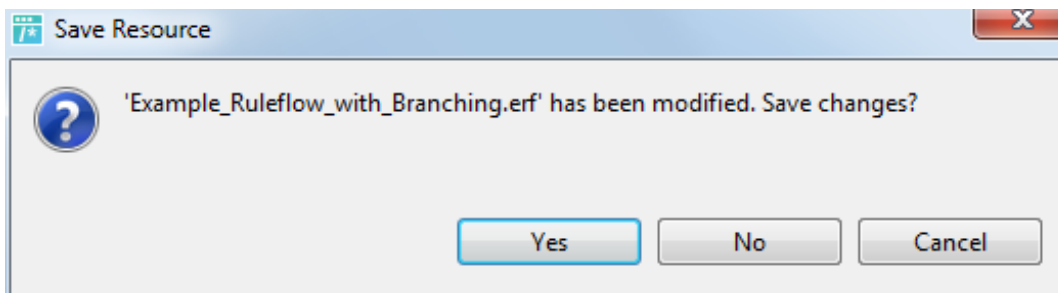 Save Resource
'Example_Ruleflow_with_Branching.erf' has been modified. Save changes?
Yes No Cancel